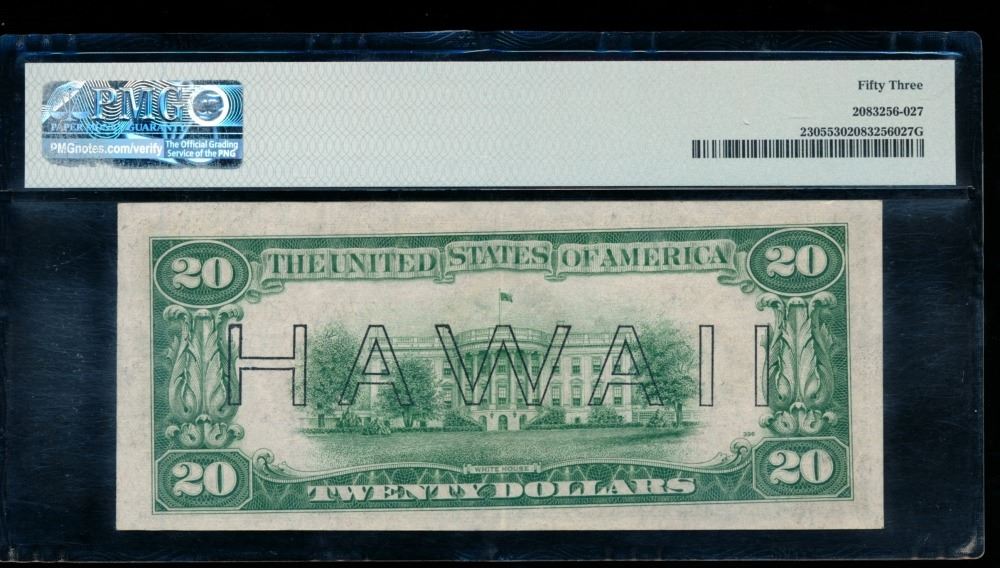 PMG
PAPER MONEY GUARANTY
PMGnotes.com/verify
The Official Grading
Service of the PNG
Fifty Three
2083256-027
23055302083256027G
20
THE UNITED STATES OF AMERICA
20
HAWAII
WHITE HOUSE
20
TWENTY DOLLARS
20